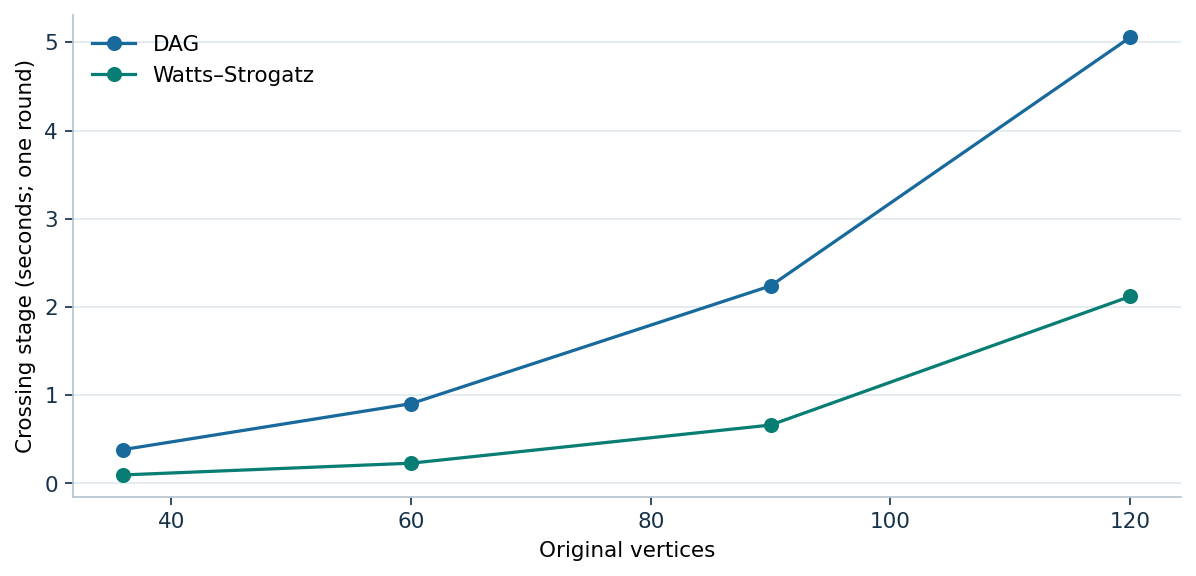 DAG
Watts–Strogatz
Crossing stage (seconds; one round)
5
4
3
2
1
0
40
60
80
100
120
Original vertices